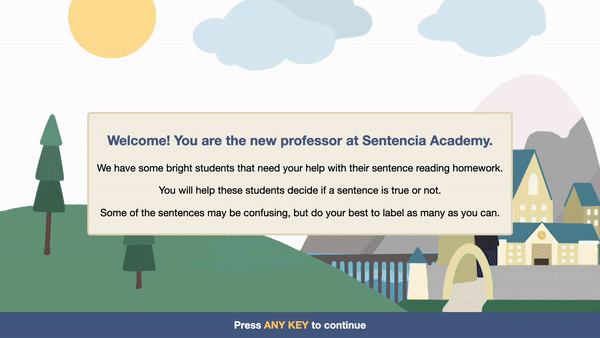 Welcome! You are the new professor at Sentencia Academy.
We have some bright students that need your help with their sentence reading homework.
You will help these students decide if a sentence is true or not.
Some of the sentences may be confusing, but do your best to label as many as you can.
Press ANY KEY to continue